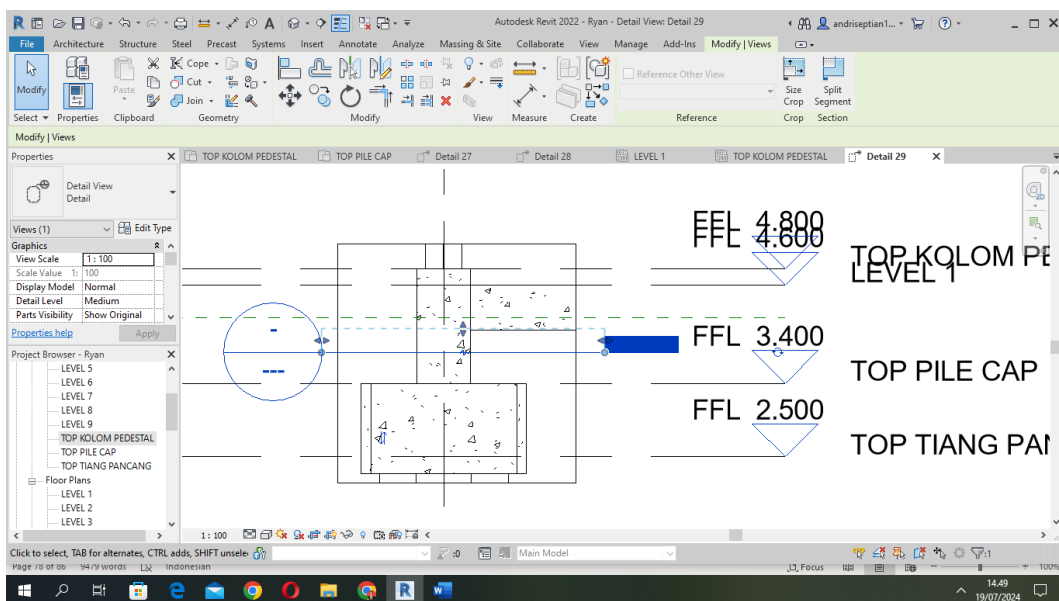 Autodesk Revit 2022 - Ryan - Detail View: Detail 29
andriseptian1...
File Architecture Structure Steel Precast Systems Insert Annotate Analyze Massing & Site Collaborate View Manage Add-Ins Modify | Views
Modify
Paste
Cope
Cut
Join
Reference Other View
Size Crop
Split Segment
Select Properties Clipboard Geometry Modify View Measure Create Reference Crop Section
Modify | Views
Properties
TOP KOLOM PEDESTAL TOP PILE CAP Detail 27 Detail 28 LEVEL 1 TOP KOLOM PEDESTAL Detail 29
Detail View
Detail
Views (1) Edit Type
Graphics
View Scale 1 : 100
Scale Value 1: 100
Display Model Normal
Detail Level Medium
Parts Visibility Show Original
Properties help Apply
Project Browser - Ryan
LEVEL 5
LEVEL 6
LEVEL 7
LEVEL 8
LEVEL 9
TOP KOLOM PEDESTAL
TOP PILE CAP
TOP TIANG PANCANG
Floor Plans
LEVEL 1
LEVEL 2
LEVEL 3
FFL 4.800
FFL 4.600
TOP KOLOM PE
LEVEL 1
FFL 3.400
TOP PILE CAP
FFL 2.500
TOP TIANG PAN
1 : 100
Click to select, TAB for alternates, CTRL adds, SHIFT unsele
:0
Main Model
:1
Page 78 of 86 9479 words Indonesian
Focus
100%
14.49
19/07/2024